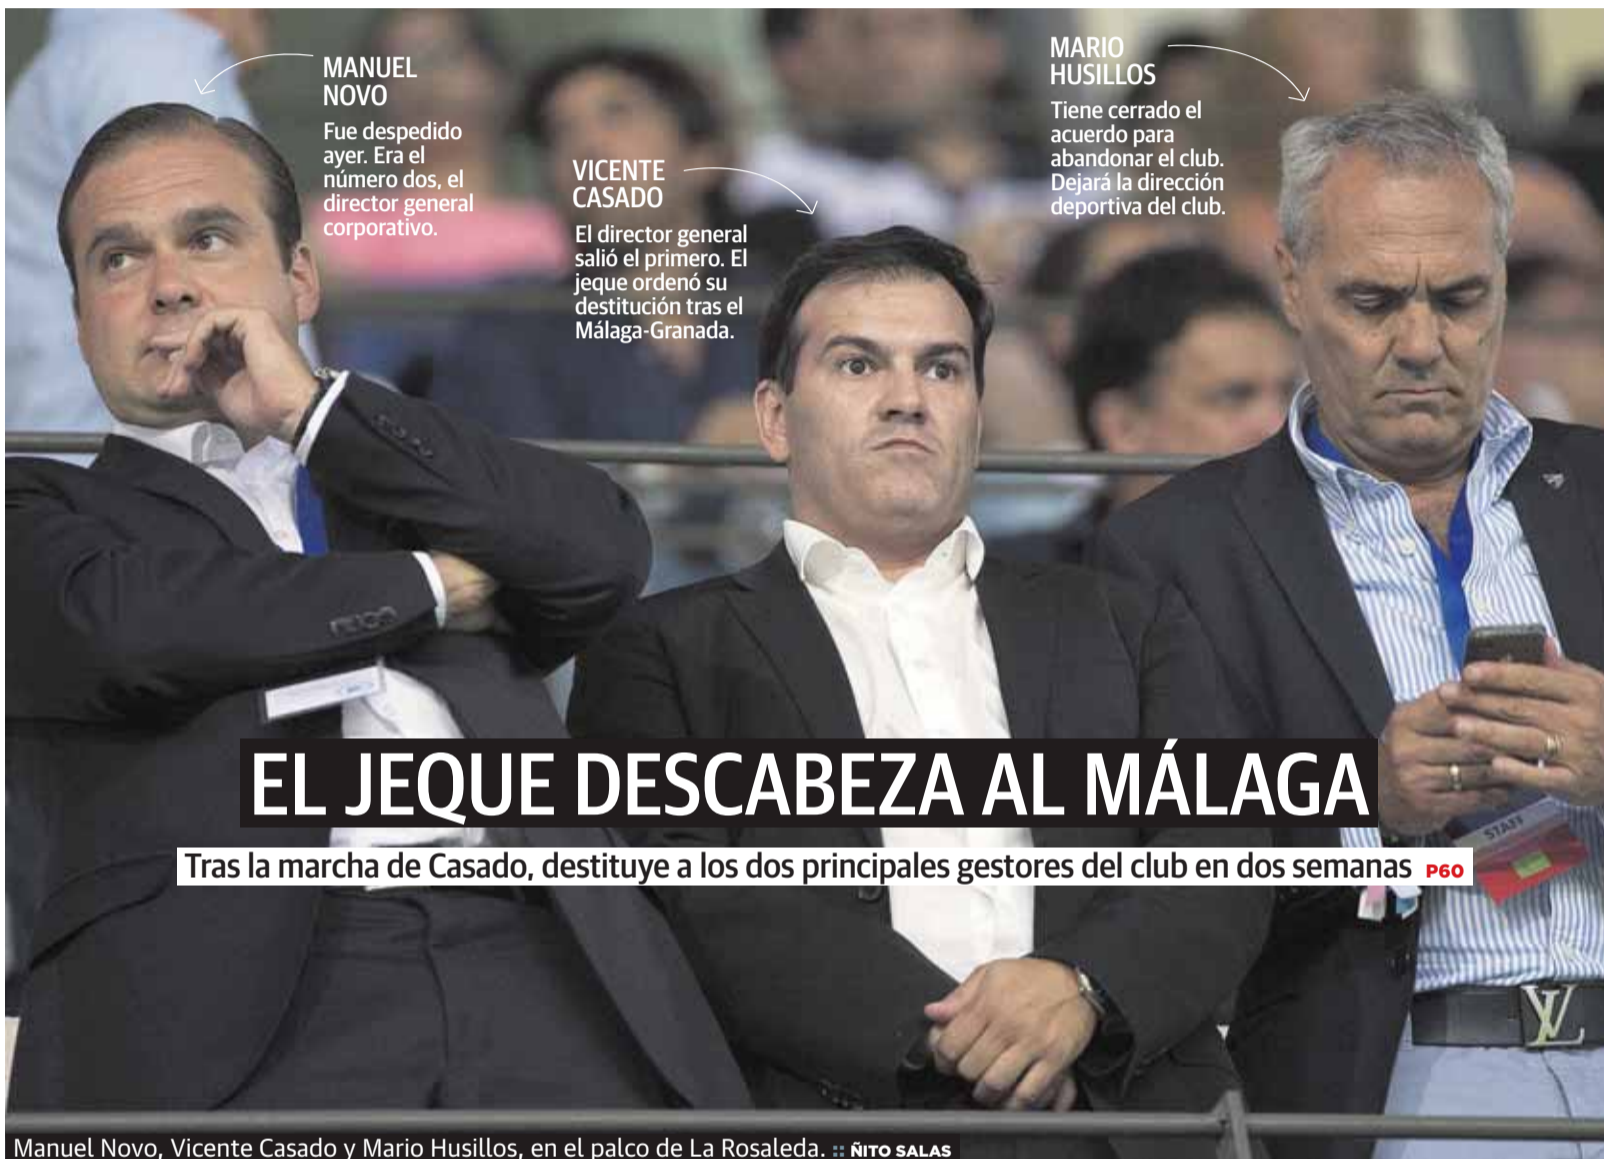 MANUEL
NOVO
Fue despedido
ayer. Era el
número dos, el
director general
corporativo.
VICENTE
CASADO
El director general
salió el primero. El
jeque ordenó su
destitución tras el
Málaga-Granada.
MARIO
HUSILLOS
Tiene cerrado el
acuerdo para
abandonar el club.
Dejará la dirección
deportiva del club.
EL JEQUE DESCABEZA AL MÁLAGA
Tras la marcha de Casado, destituye a los dos principales gestores del club en dos semanas P60
STAFF
LV
Manuel Novo, Vicente Casado y Mario Husillos, en el palco de La Rosaleda. :: ÑITO SALAS